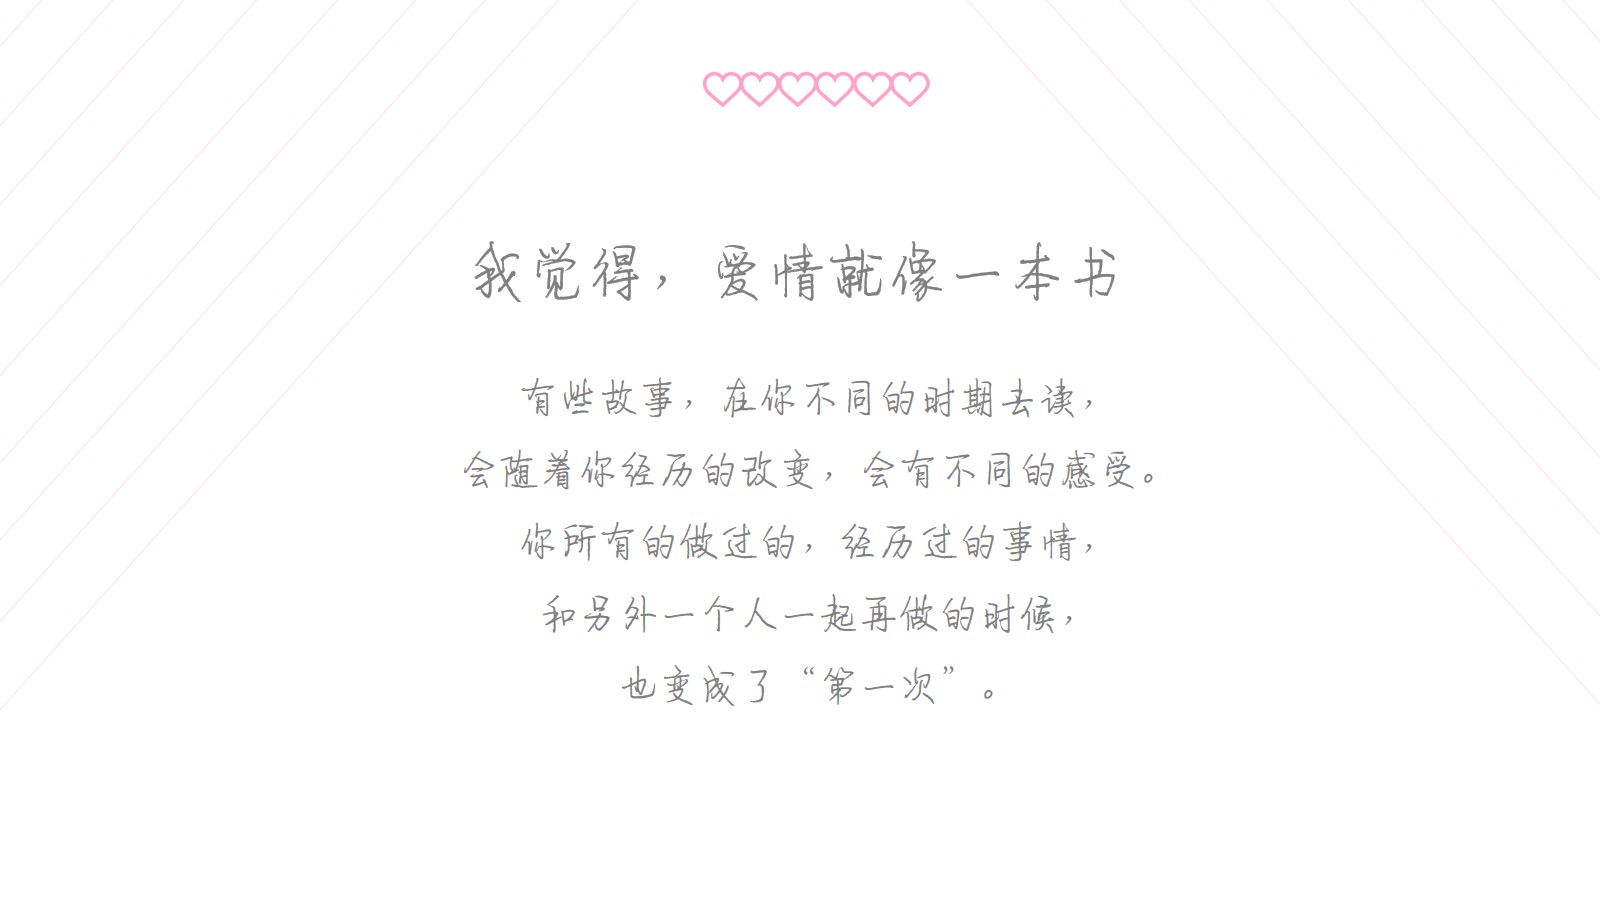 我觉得，爱情就像一本书
有些故事，在你不同的时期去读，
会随着你经历的改变，会有不同的感受。
你所有的做过的，经历过的事情，
和另外一个人一起再做的时候，
也变成了“第一次”。